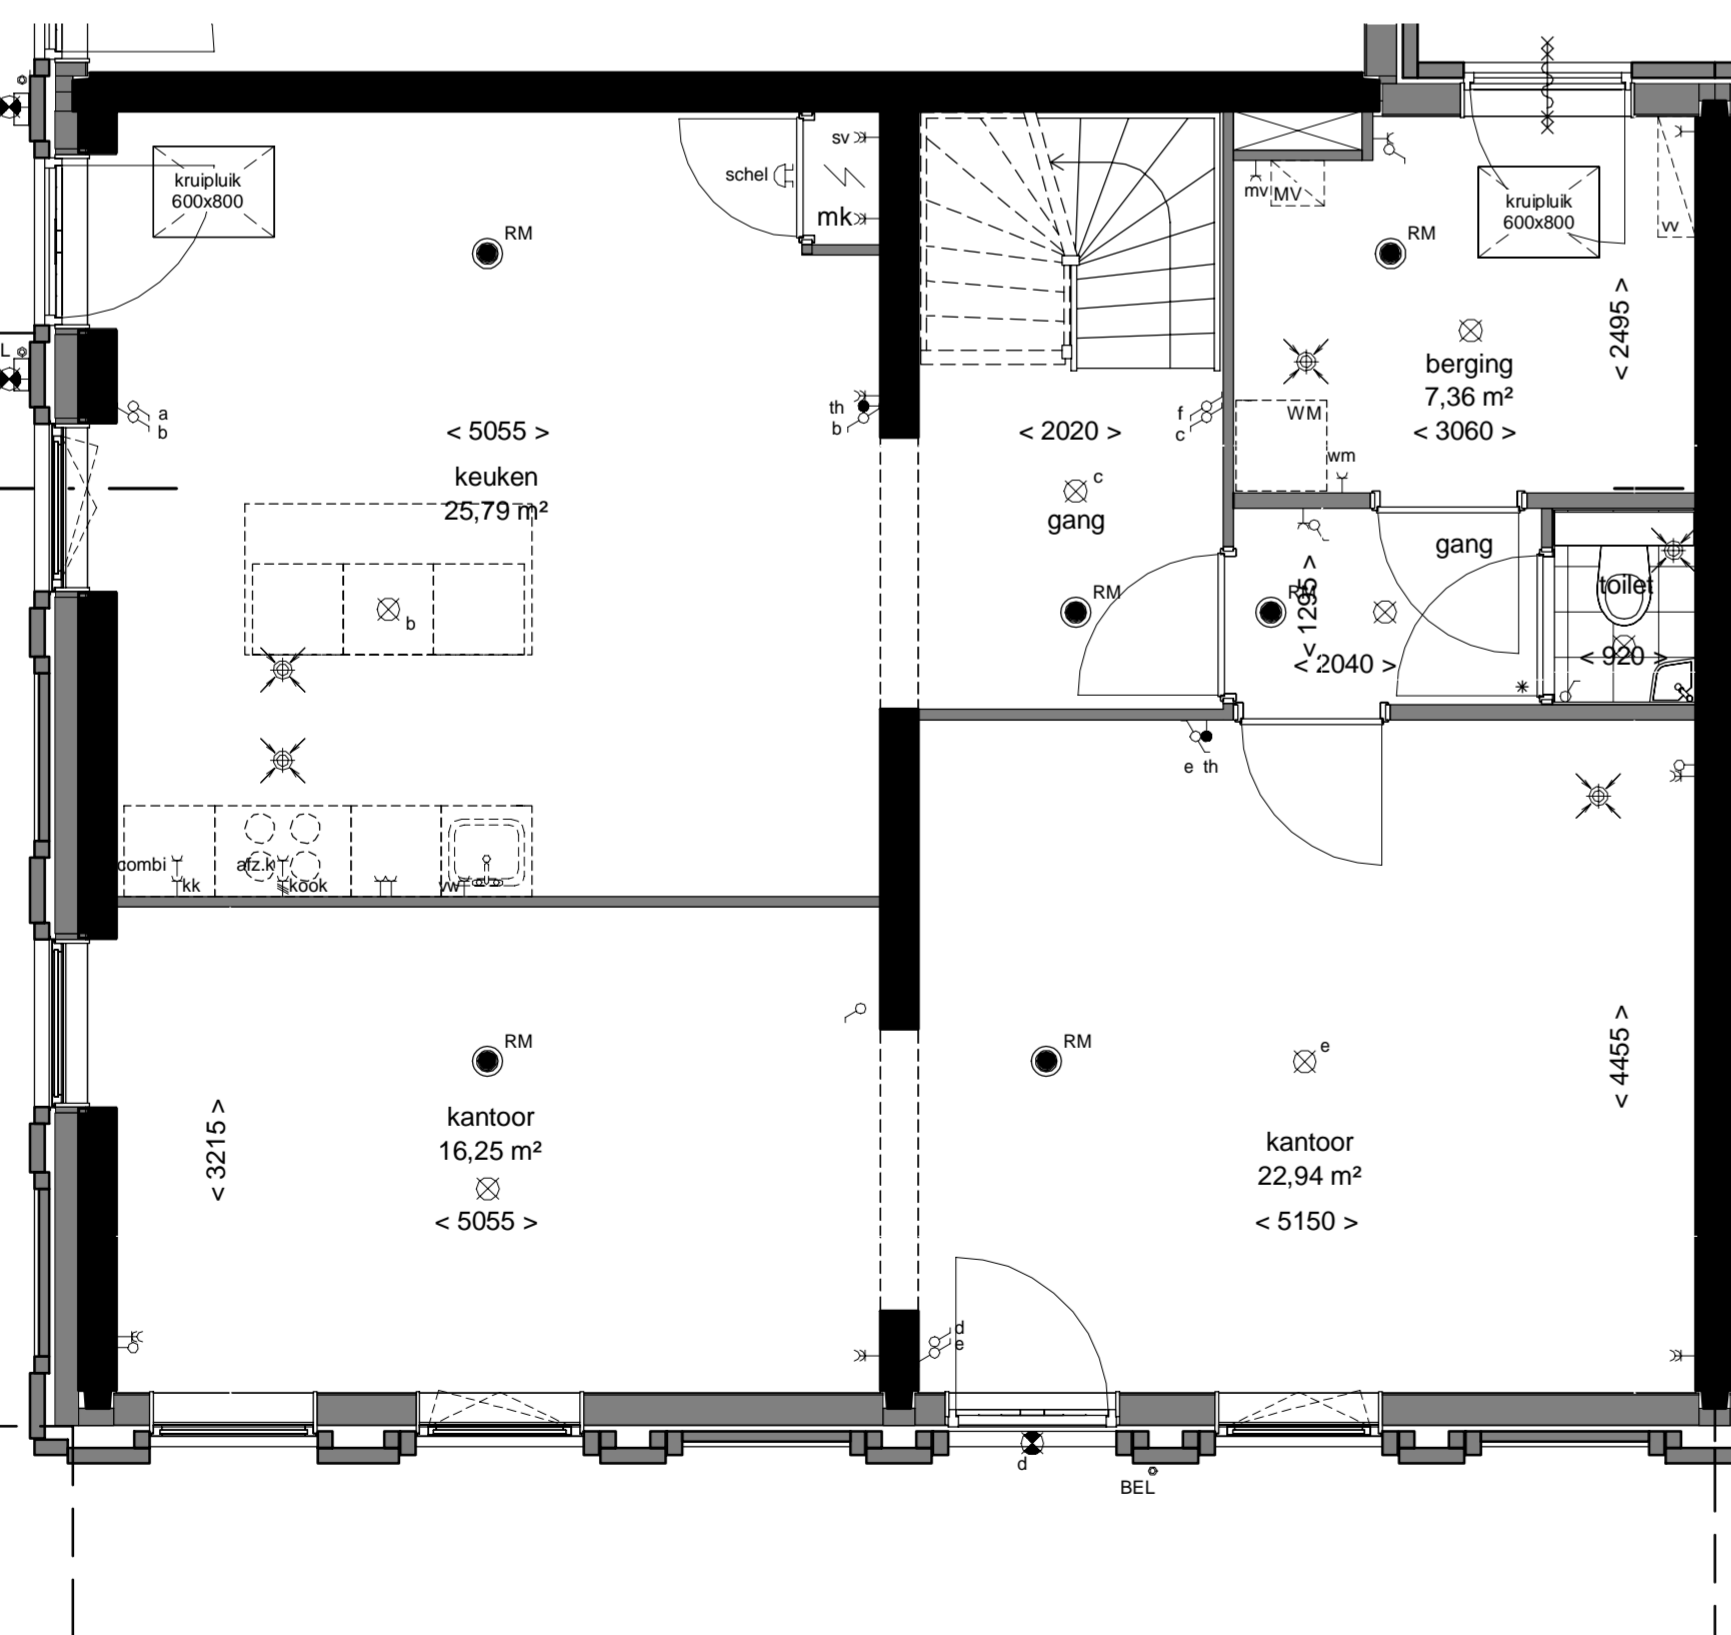 kruipluik
600x800
RM
schel
sv
mk
mv
MV
kruipluik
600x800
vv
RM
< 2495 >
berging
7,36 m²
< 3060 >
WM
wm
L
a
b
< 5055 >
keuken
25,79 m²
th
b
< 2020 >
f
c
c
gang
RM
gang
RM
< 1295 >
< 2040 >
toilet
< 920 >
*
b
e th
combi
kk
afz.k
kook
vw
RM
kantoor
16,25 m²
< 3215 >
< 5055 >
RM
e
kantoor
22,94 m²
< 5150 >
< 4455 >
d
e
d
BEL